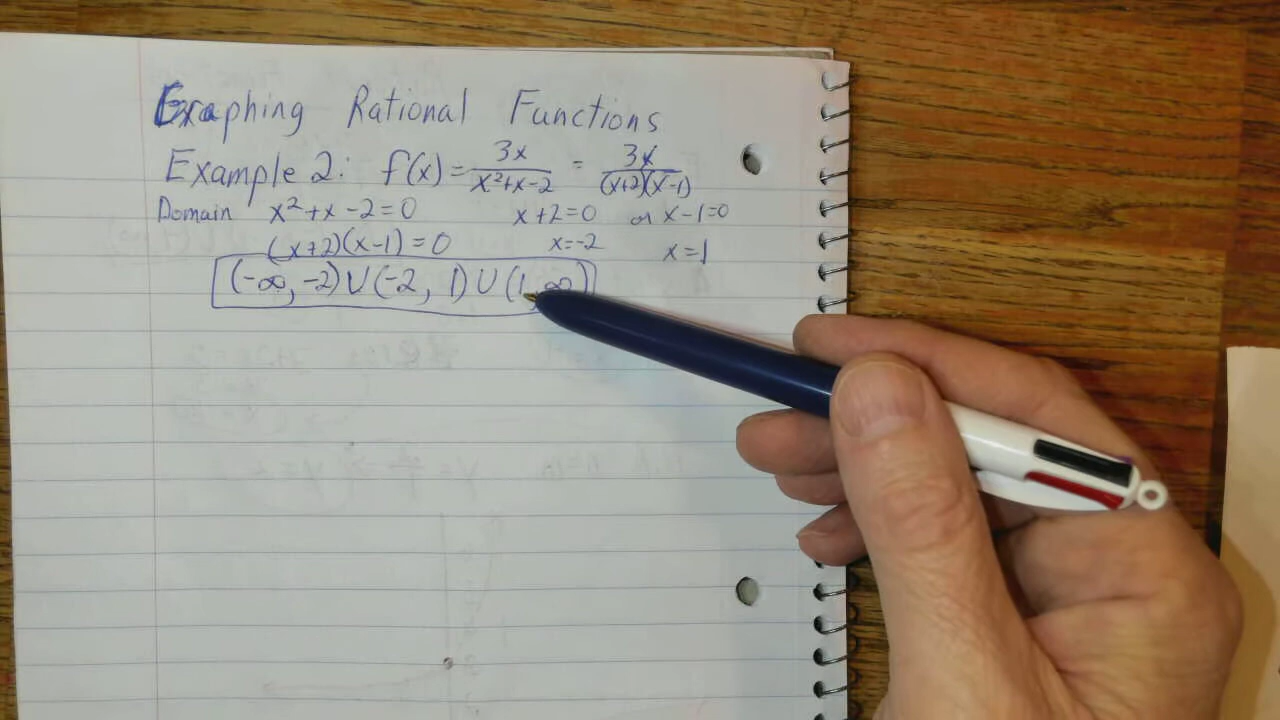 Graphing Rational Functions
Example 2: f(x) = 3x/(x²+x-2) = 3x/((x+2)(x-1))
Domain x²+x-2=0 x+2=0 or x-1=0
(x+2)(x-1)=0 x=-2 x=1
(-∞, -2)∪(-2, 1)∪(1, ∞)